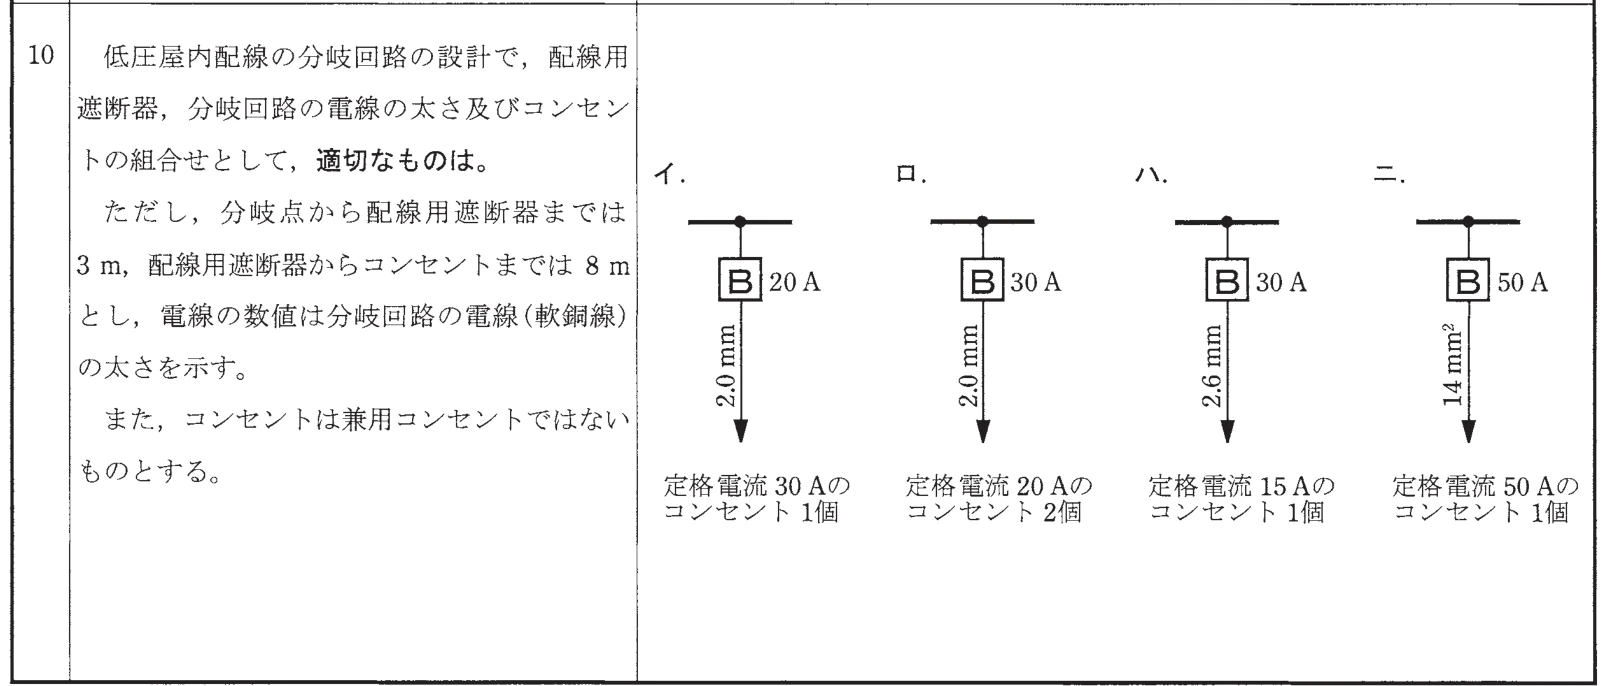 10
低圧屋内配線の分岐回路の設計で，配線用
遮断器，分岐回路の電線の太さ及びコンセン
トの組合せとして，適切なものは。
ただし，分岐点から配線用遮断器までは
3 m，配線用遮断器からコンセントまでは 8 m
とし，電線の数値は分岐回路の電線(軟銅線)
の太さを示す。
また，コンセントは兼用コンセントではない
ものとする。
イ.
B 20 A
2.0 mm
定格電流 30 Aの
コンセント 1個
ロ.
B 30 A
2.0 mm
定格電流 20 Aの
コンセント 2個
ハ.
B 30 A
2.6 mm
定格電流 15 Aの
コンセント 1個
ニ.
B 50 A
14 mm²
定格電流 50 Aの
コンセント 1個